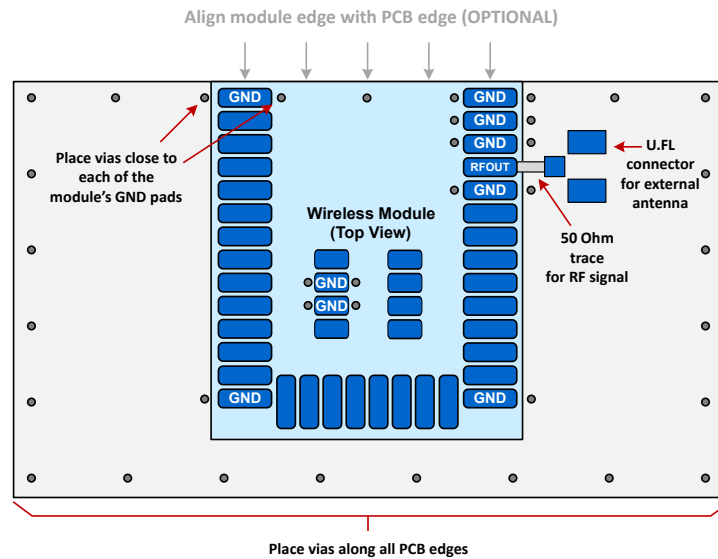 Align module edge with PCB edge (OPTIONAL)
GND
GND
GND
GND
RFOUT
GND
Place vias close to
each of the
module's GND pads
U.FL
connector
for external
antenna
Wireless Module
(Top View)
50 Ohm
trace
for RF signal
GND
GND
GND
GND
Place vias along all PCB edges